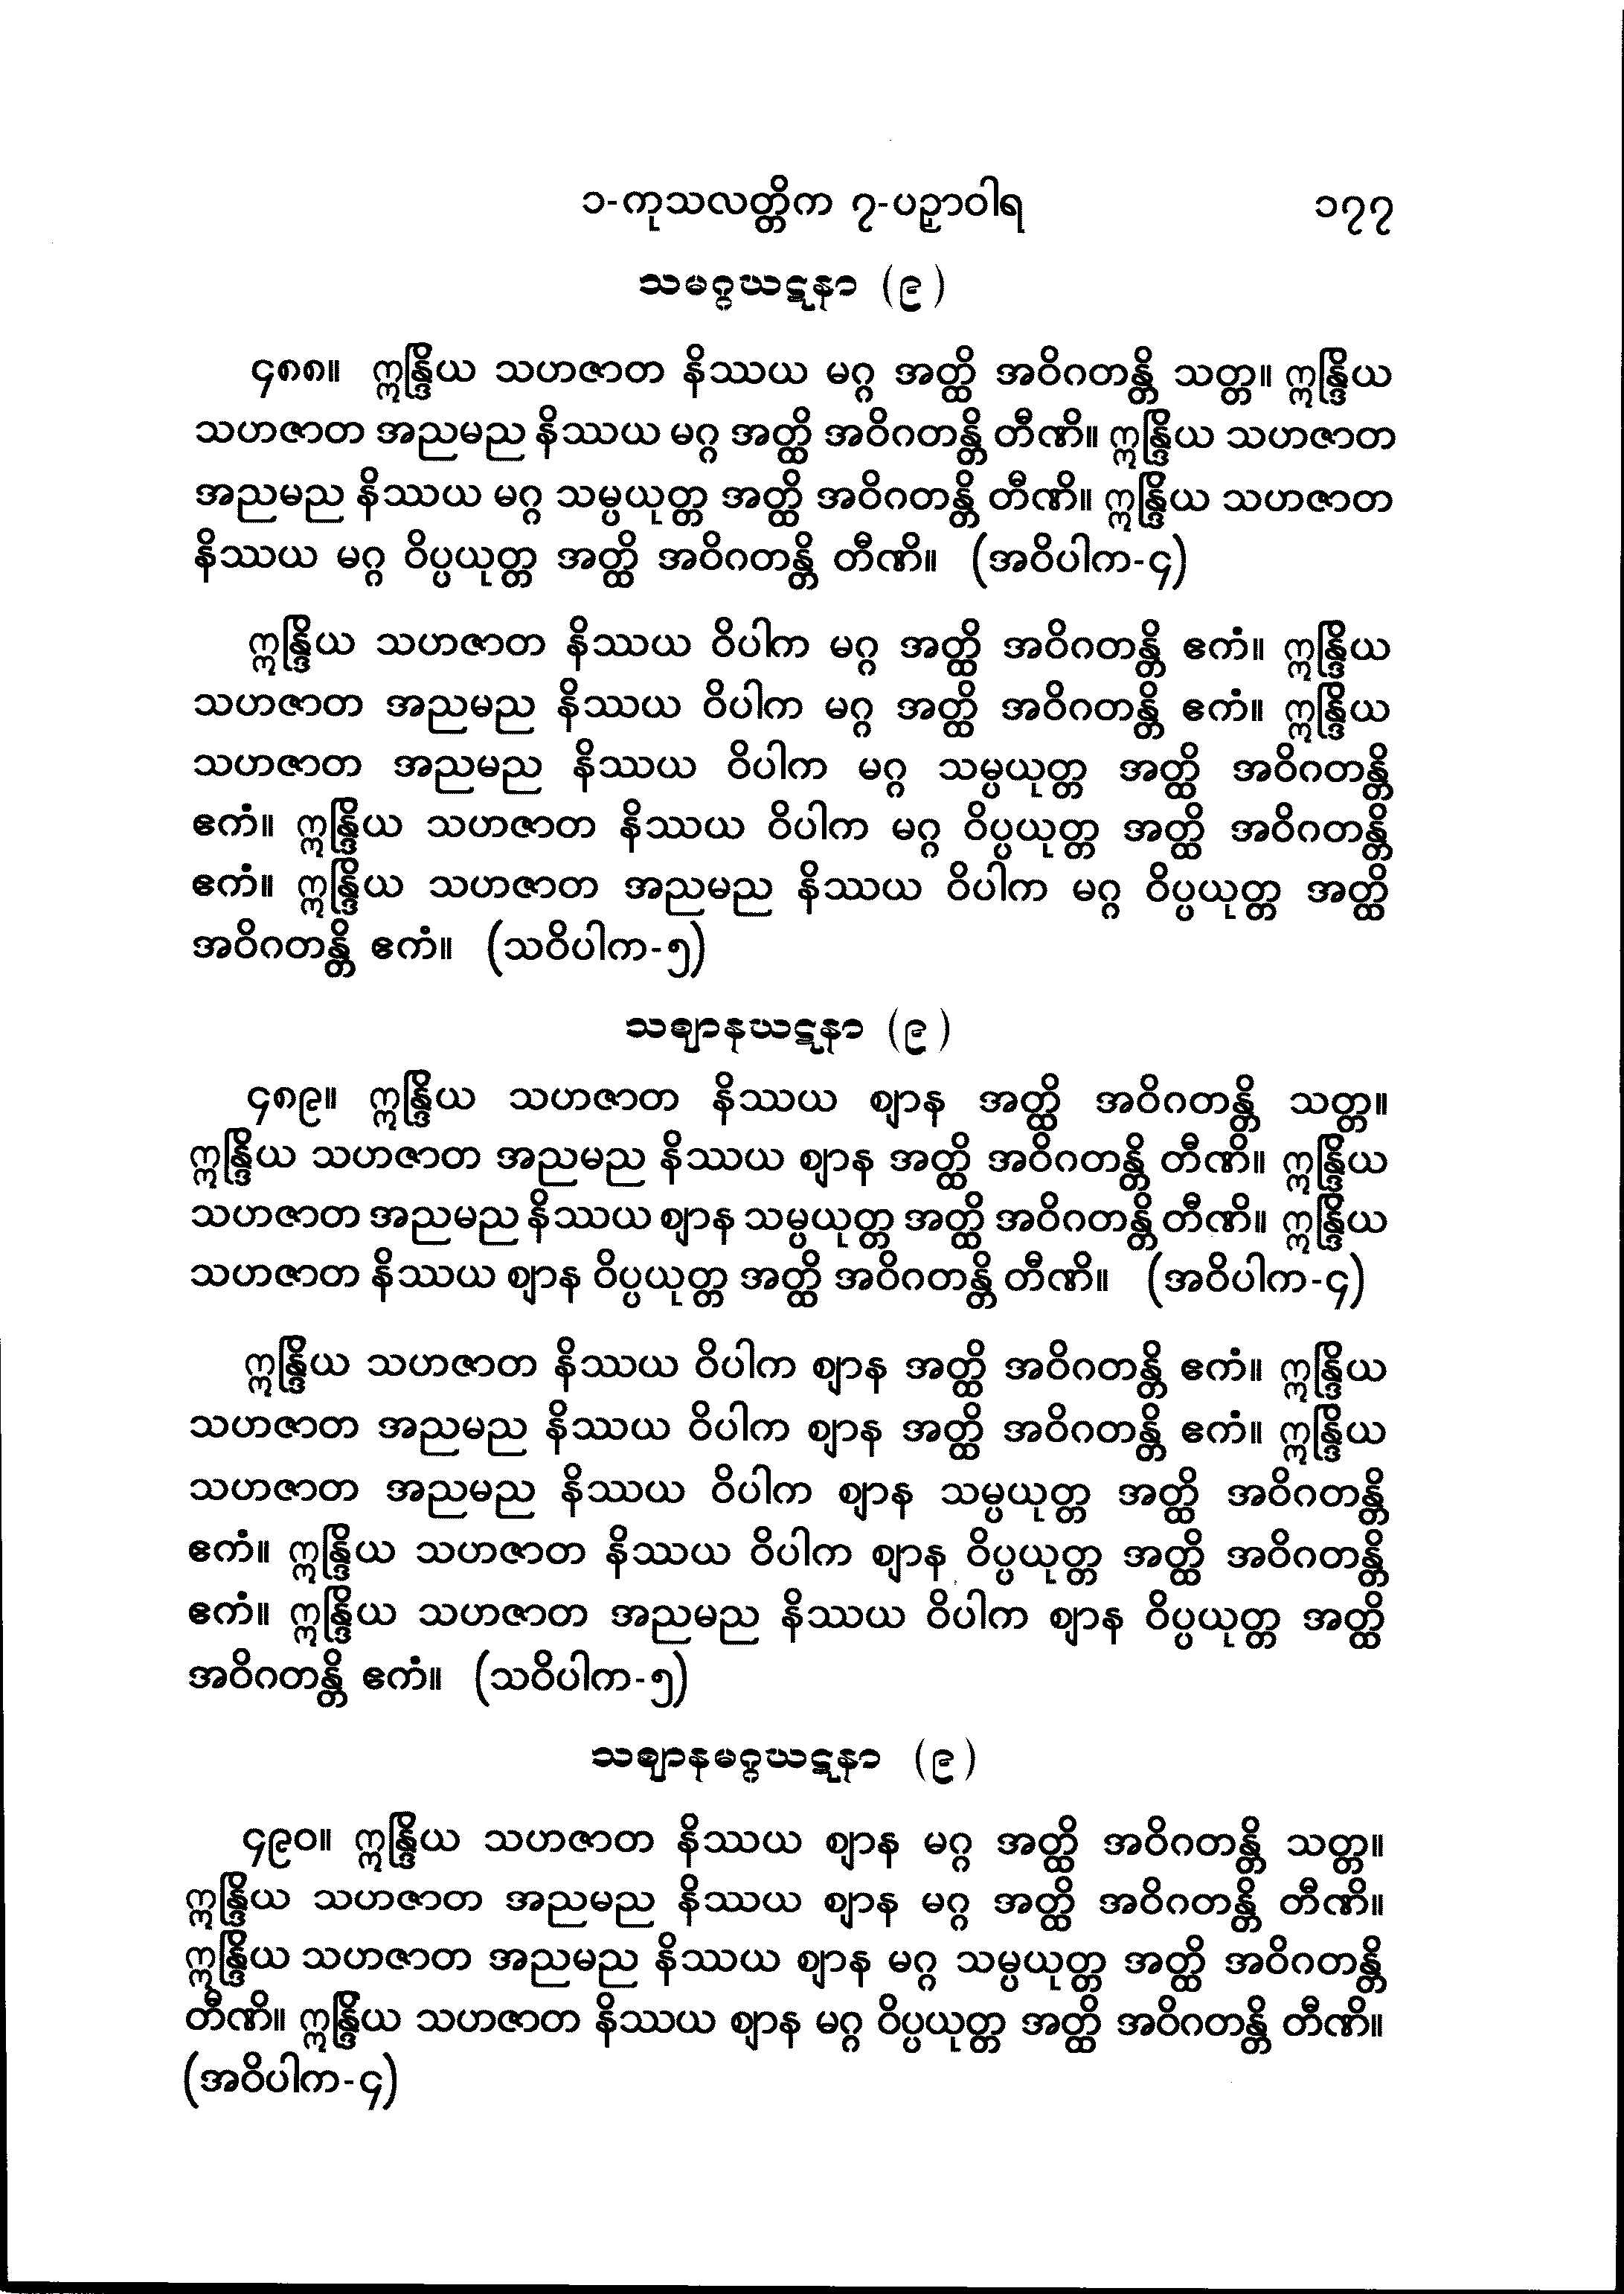 ၁-ကုသလတ္တိက ၇-ပဉှာဝါရ ၁၇၇
သမဂ္ဂဃဋနာ (၉)
၄၈၈။ ဣန္ဒြိယ သဟဇာတ နိဿယ မဂ္ဂ အတ္ထိ အဝိဂတန္တိ သတ္တ။ ဣန္ဒြိယ
သဟဇာတ အညမည နိဿယ မဂ္ဂ အတ္ထိ အဝိဂတန္တိ တီဏိ။ ဣန္ဒြိယ သဟဇာတ
အညမည နိဿယ မဂ္ဂ သမ္ပယုတ္တ အတ္ထိ အဝိဂတန္တိ တီဏိ။ ဣန္ဒြိယ သဟဇာတ
နိဿယ မဂ္ဂ ဝိပ္ပယုတ္တ အတ္ထိ အဝိဂတန္တိ တီဏိ။ (အဝိပါက-၄)
ဣန္ဒြိယ သဟဇာတ နိဿယ ဝိပါက မဂ္ဂ အတ္ထိ အဝိဂတန္တိ ဧကံ။ ဣန္ဒြိယ
သဟဇာတ အညမည နိဿယ ဝိပါက မဂ္ဂ အတ္ထိ အဝိဂတန္တိ ဧကံ။ ဣန္ဒြိယ
သဟဇာတ အညမည နိဿယ ဝိပါက မဂ္ဂ သမ္ပယုတ္တ အတ္ထိ အဝိဂတန္တိ
ဧကံ။ ဣန္ဒြိယ သဟဇာတ နိဿယ ဝိပါက မဂ္ဂ ဝိပ္ပယုတ္တ အတ္ထိ အဝိဂတန္တိ
ဧကံ။ ဣန္ဒြိယ သဟဇာတ အညမည နိဿယ ဝိပါက မဂ္ဂ ဝိပ္ပယုတ္တ အတ္ထိ
အဝိဂတန္တိ ဧကံ။ (သဝိပါက-၅)
သဈာနဃဋနာ (၉)
၄၈၉။ ဣန္ဒြိယ သဟဇာတ နိဿယ ဈာန အတ္ထိ အဝိဂတန္တိ သတ္တ။
ဣန္ဒြိယ သဟဇာတ အညမည နိဿယ ဈာန အတ္ထိ အဝိဂတန္တိ တီဏိ။ ဣန္ဒြိယ
သဟဇာတ အညမည နိဿယ ဈာန သမ္ပယုတ္တ အတ္ထိ အဝိဂတန္တိ တီဏိ။ ဣန္ဒြိယ
သဟဇာတ နိဿယ ဈာန ဝိပ္ပယုတ္တ အတ္ထိ အဝိဂတန္တိ တီဏိ။ (အဝိပါက-၄)
ဣန္ဒြိယ သဟဇာတ နိဿယ ဝိပါက ဈာန အတ္ထိ အဝိဂတန္တိ ဧကံ။ ဣန္ဒြိယ
သဟဇာတ အညမည နိဿယ ဝိပါက ဈာန အတ္ထိ အဝိဂတန္တိ ဧကံ။ ဣန္ဒြိယ
သဟဇာတ အညမည နိဿယ ဝိပါက ဈာန သမ္ပယုတ္တ အတ္ထိ အဝိဂတန္တိ
ဧကံ။ ဣန္ဒြိယ သဟဇာတ နိဿယ ဝိပါက ဈာန ဝိပ္ပယုတ္တ အတ္ထိ အဝိဂတန္တိ
ဧကံ။ ဣန္ဒြိယ သဟဇာတ အညမည နိဿယ ဝိပါက ဈာန ဝိပ္ပယုတ္တ အတ္ထိ
အဝိဂတန္တိ ဧကံ။ (သဝိပါက-၅)
သဈာနမဂ္ဂဃဋနာ (၉)
၄၉၀။ ဣန္ဒြိယ သဟဇာတ နိဿယ ဈာန မဂ္ဂ အတ္ထိ အဝိဂတန္တိ သတ္တ။
ဣန္ဒြိယ သဟဇာတ အညမည နိဿယ ဈာန မဂ္ဂ အတ္ထိ အဝိဂတန္တိ တီဏိ။
ဣန္ဒြိယ သဟဇာတ အညမည နိဿယ ဈာန မဂ္ဂ သမ္ပယုတ္တ အတ္ထိ အဝိဂတန္တိ
တီဏိ။ ဣန္ဒြိယ သဟဇာတ နိဿယ ဈာန မဂ္ဂ ဝိပ္ပယုတ္တ အတ္ထိ အဝိဂတန္တိ တီဏိ။
(အဝိပါက-၄)